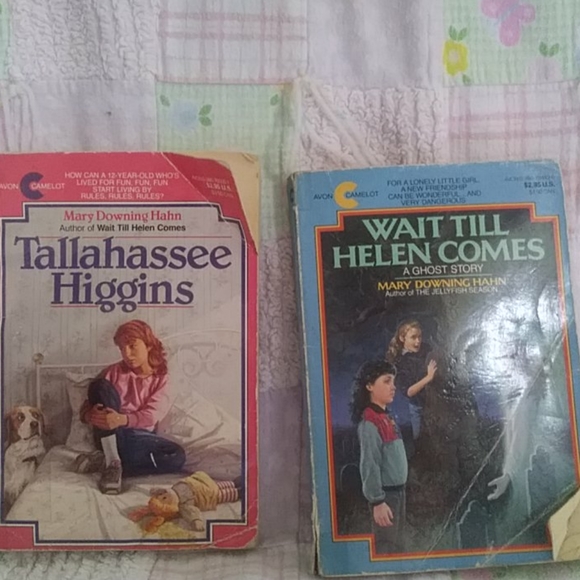 AVON CAMELOT
HOW CAN A 12-YEAR-OLD WHO'S
LIVED FOR FUN, FUN, FUN
START LIVING BY
RULES, RULES, RULES?
Mary Downing Hahn
Author of Wait Till Helen Comes
Tallahassee
Higgins
AVON CAMELOT
FOR A LONELY LITTLE GIRL,
A NEW FRIENDSHIP
CAN BE WONDERFUL, AND
VERY DANGEROUS
$2.95 U.S.
WAIT TILL
HELEN COMES
A GHOST STORY
MARY DOWNING HAHN
Author of THE JELLYFISH SEASON